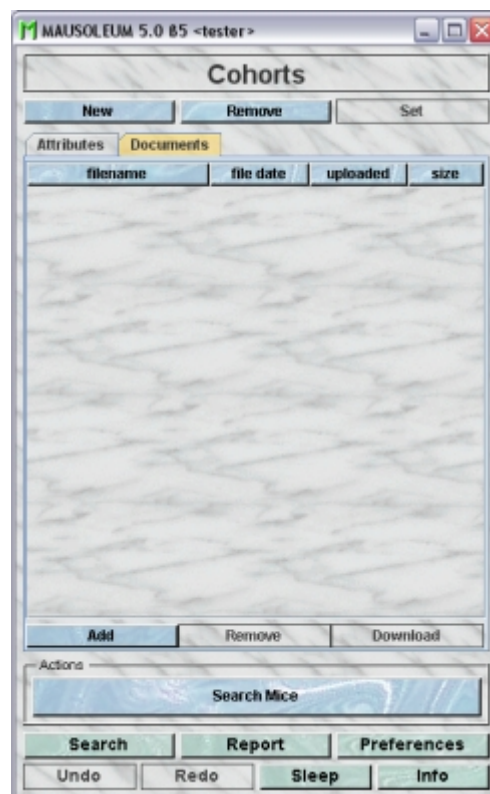 MAUSOLEUM 5.0 ß5 <tester>
Cohorts
New Remove Set
Attributes Documents
filename file date uploaded size
Add Remove Download
Actions
Search Mice
Search Report Preferences
Undo Redo Sleep Info